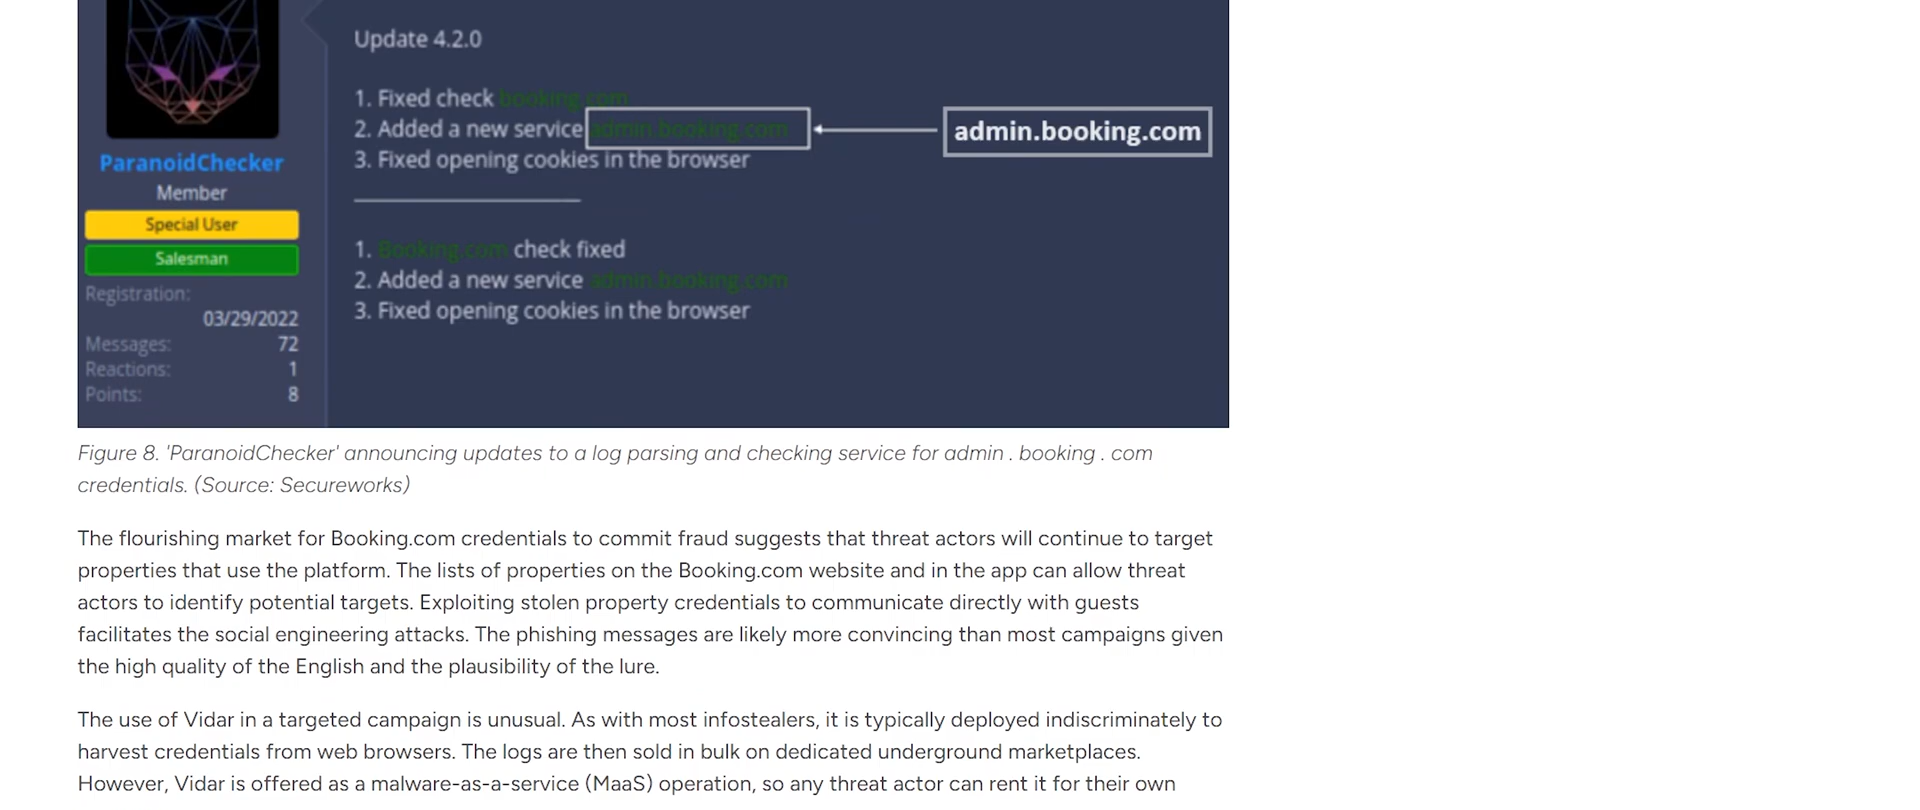 Update 4.2.0
1. Fixed check booking.com
2. Added a new service admin.booking.com
admin.booking.com
3. Fixed opening cookies in the browser
1. Booking.com check fixed
2. Added a new service admin.booking.com
3. Fixed opening cookies in the browser
ParanoidChecker
Member
Special User
Salesman
Registration:
03/29/2022
Messages: 72
Reactions: 1
Points: 8
Figure 8. 'ParanoidChecker' announcing updates to a log parsing and checking service for admin . booking . com
credentials. (Source: Secureworks)
The flourishing market for Booking.com credentials to commit fraud suggests that threat actors will continue to target
properties that use the platform. The lists of properties on the Booking.com website and in the app can allow threat
actors to identify potential targets. Exploiting stolen property credentials to communicate directly with guests
facilitates the social engineering attacks. The phishing messages are likely more convincing than most campaigns given
the high quality of the English and the plausibility of the lure.
The use of Vidar in a targeted campaign is unusual. As with most infostealers, it is typically deployed indiscriminately to
harvest credentials from web browsers. The logs are then sold in bulk on dedicated underground marketplaces.
However, Vidar is offered as a malware-as-a-service (MaaS) operation, so any threat actor can rent it for their own